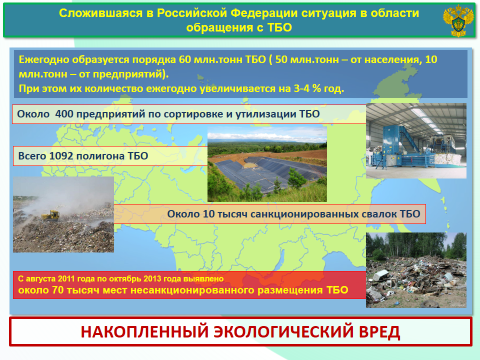 Сложившаяся в Российской Федерации ситуация в области
обращения с ТБО
Ежегодно образуется порядка 60 млн.тонн ТБО ( 50 млн.тонн – от населения, 10
млн.тонн – от предприятий).
При этом их количество ежегодно увеличивается на 3-4 % год.
Около 400 предприятий по сортировке и утилизации ТБО
Всего 1092 полигона ТБО
Около 10 тысяч санкционированных свалок ТБО
С августа 2011 года по октябрь 2013 года выявлено
около 70 тысяч мест несанкционированного размещения ТБО
НАКОПЛЕННЫЙ ЭКОЛОГИЧЕСКИЙ ВРЕД